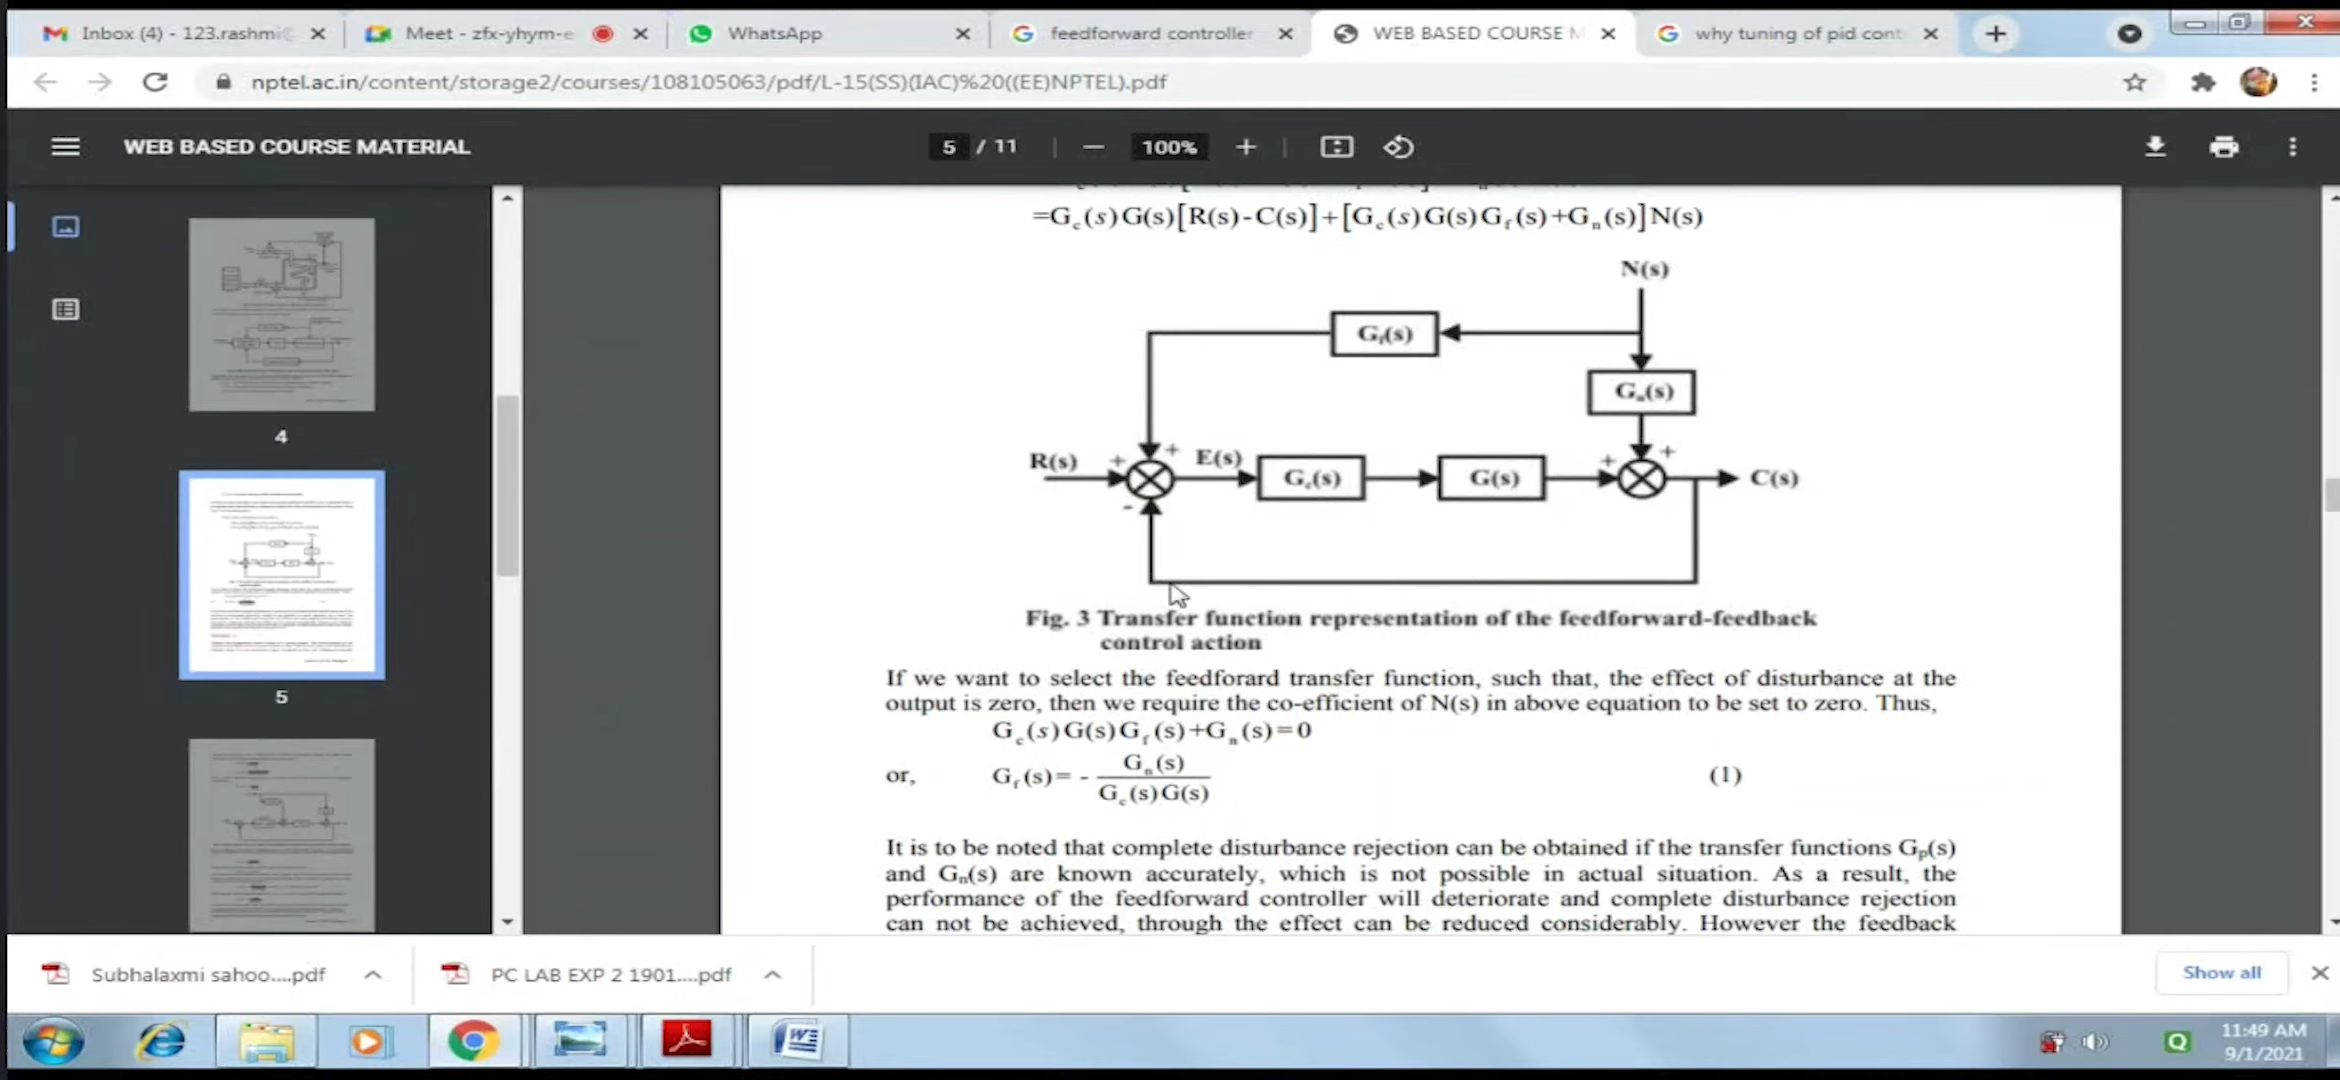 Inbox (4) - 123.rashmi@
Meet - zfx-yhym-e
WhatsApp
feedforward controller
WEB BASED COURSE M
why tuning of pid cont
nptel.ac.in/content/storage2/courses/108105063/pdf/L-15(SS)(IAC)%20((EE)NPTEL).pdf
WEB BASED COURSE MATERIAL
5 / 11
100%
=Gc(s)G(s)[R(s)-C(s)]+[Gc(s)G(s)Gf(s)+Gn(s)]N(s)
N(s)
Gf(s)
Gn(s)
R(s)
+
+
E(s)
Gc(s)
G(s)
+
+
C(s)
-
Fig. 3 Transfer function representation of the feedforward-feedback
control action
If we want to select the feedforard transfer function, such that, the effect of disturbance at the
output is zero, then we require the co-efficient of N(s) in above equation to be set to zero. Thus,
Gc(s)G(s)Gf(s)+Gn(s)=0
or, Gf(s)= - Gn(s) / Gc(s)G(s) (1)
It is to be noted that complete disturbance rejection can be obtained if the transfer functions Gp(s)
and Gn(s) are known accurately, which is not possible in actual situation. As a result, the
performance of the feedforward controller will deteriorate and complete disturbance rejection
can not be achieved, through the effect can be reduced considerably. However the feedback
4
5
Subhalaxmi sahoo....pdf
PC LAB EXP 2 1901....pdf
Show all
11:49 AM
9/1/2021